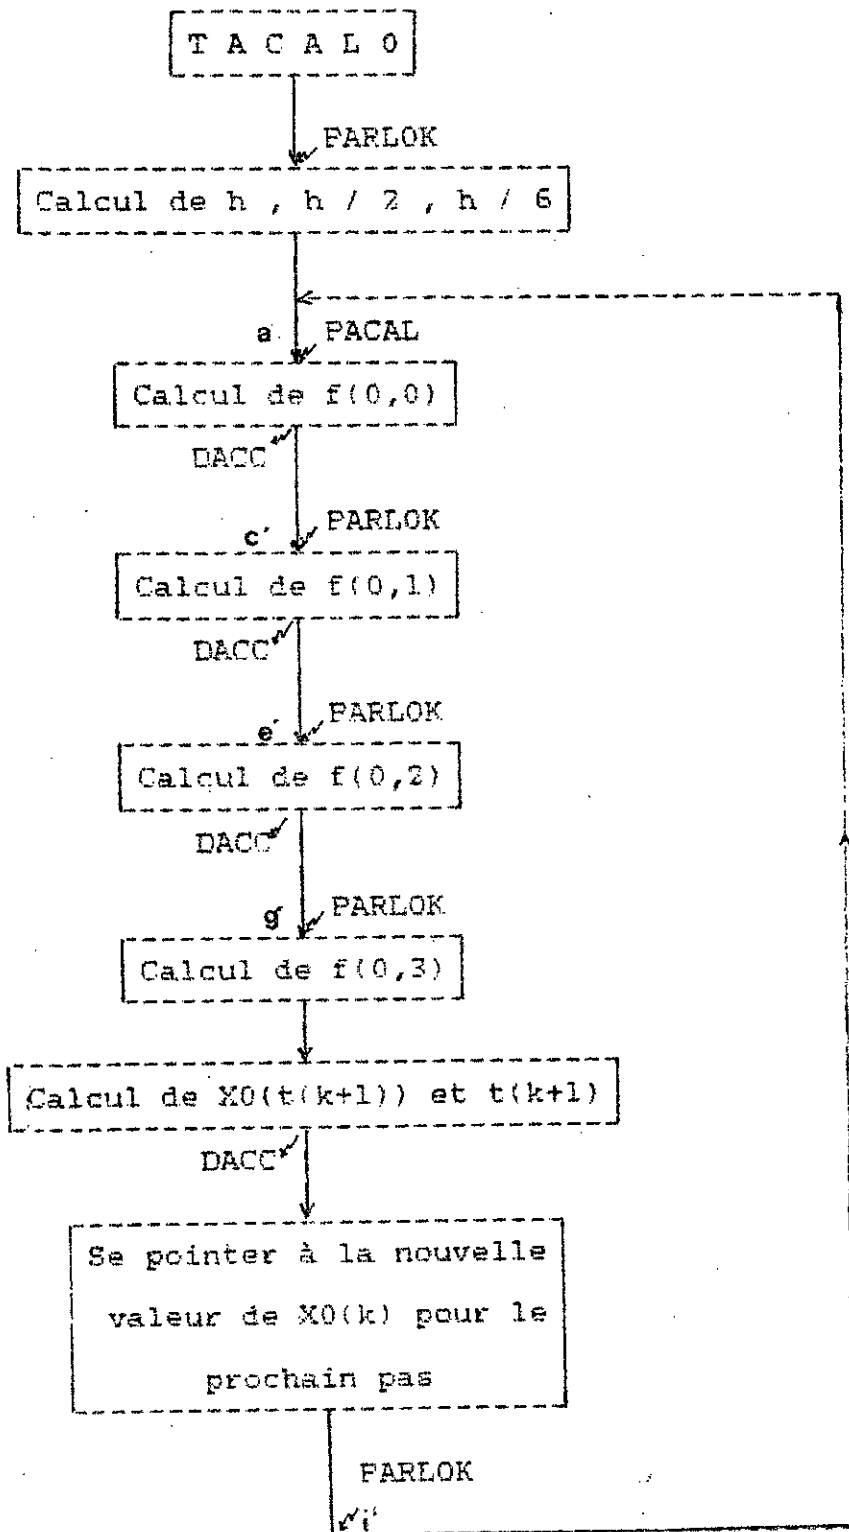 T A C A L 0
PARLOK
Calcul de h , h / 2 , h / 6
a PACAL
Calcul de f(0,0)
DACC
c' PARLOK
Calcul de f(0,1)
DACC
e' PARLOK
Calcul de f(0,2)
DACC
g' PARLOK
Calcul de f(0,3)
Calcul de X0(t(k+1)) et t(k+1)
DACC
Se pointer à la nouvelle
valeur de X0(k) pour le
prochain pas
PARLOK
i'